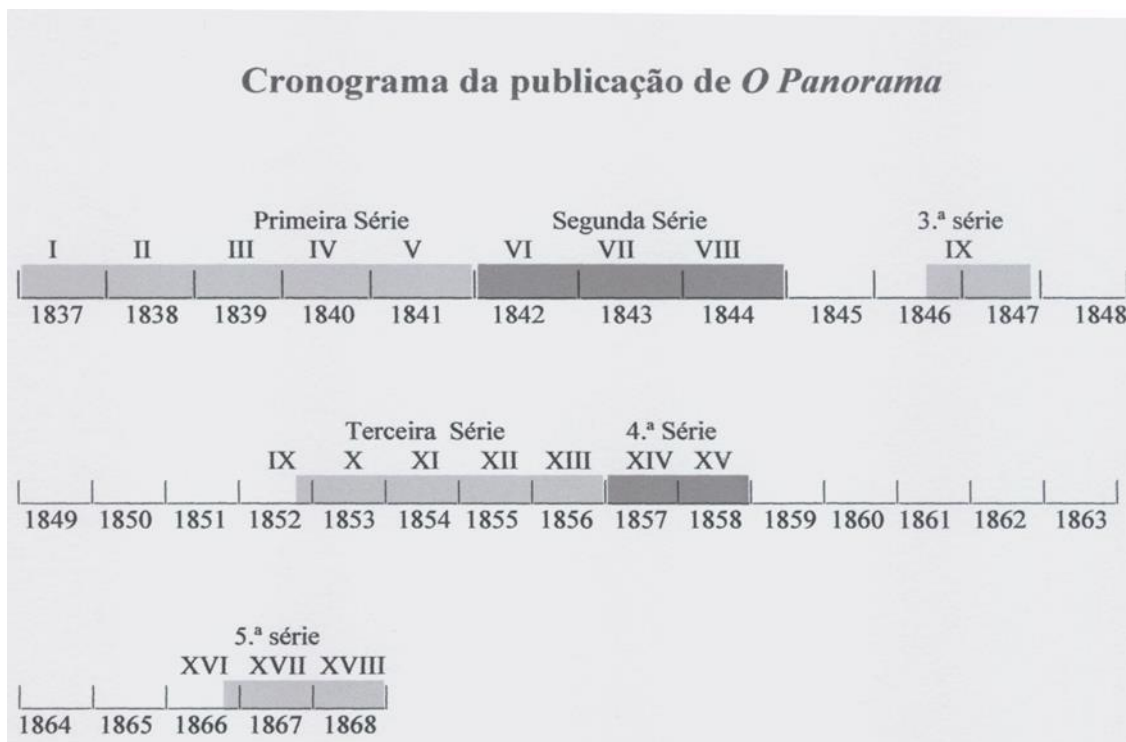 Cronograma da publicação de O Panorama
Primeira Série Segunda Série 3.ª série
I II III IV V VI VII VIII IX
1837 1838 1839 1840 1841 1842 1843 1844 1845 1846 1847 1848
Terceira Série 4.ª Série
IX X XI XII XIII XIV XV
1849 1850 1851 1852 1853 1854 1855 1856 1857 1858 1859 1860 1861 1862 1863
5.ª série
XVI XVII XVIII
1864 1865 1866 1867 1868